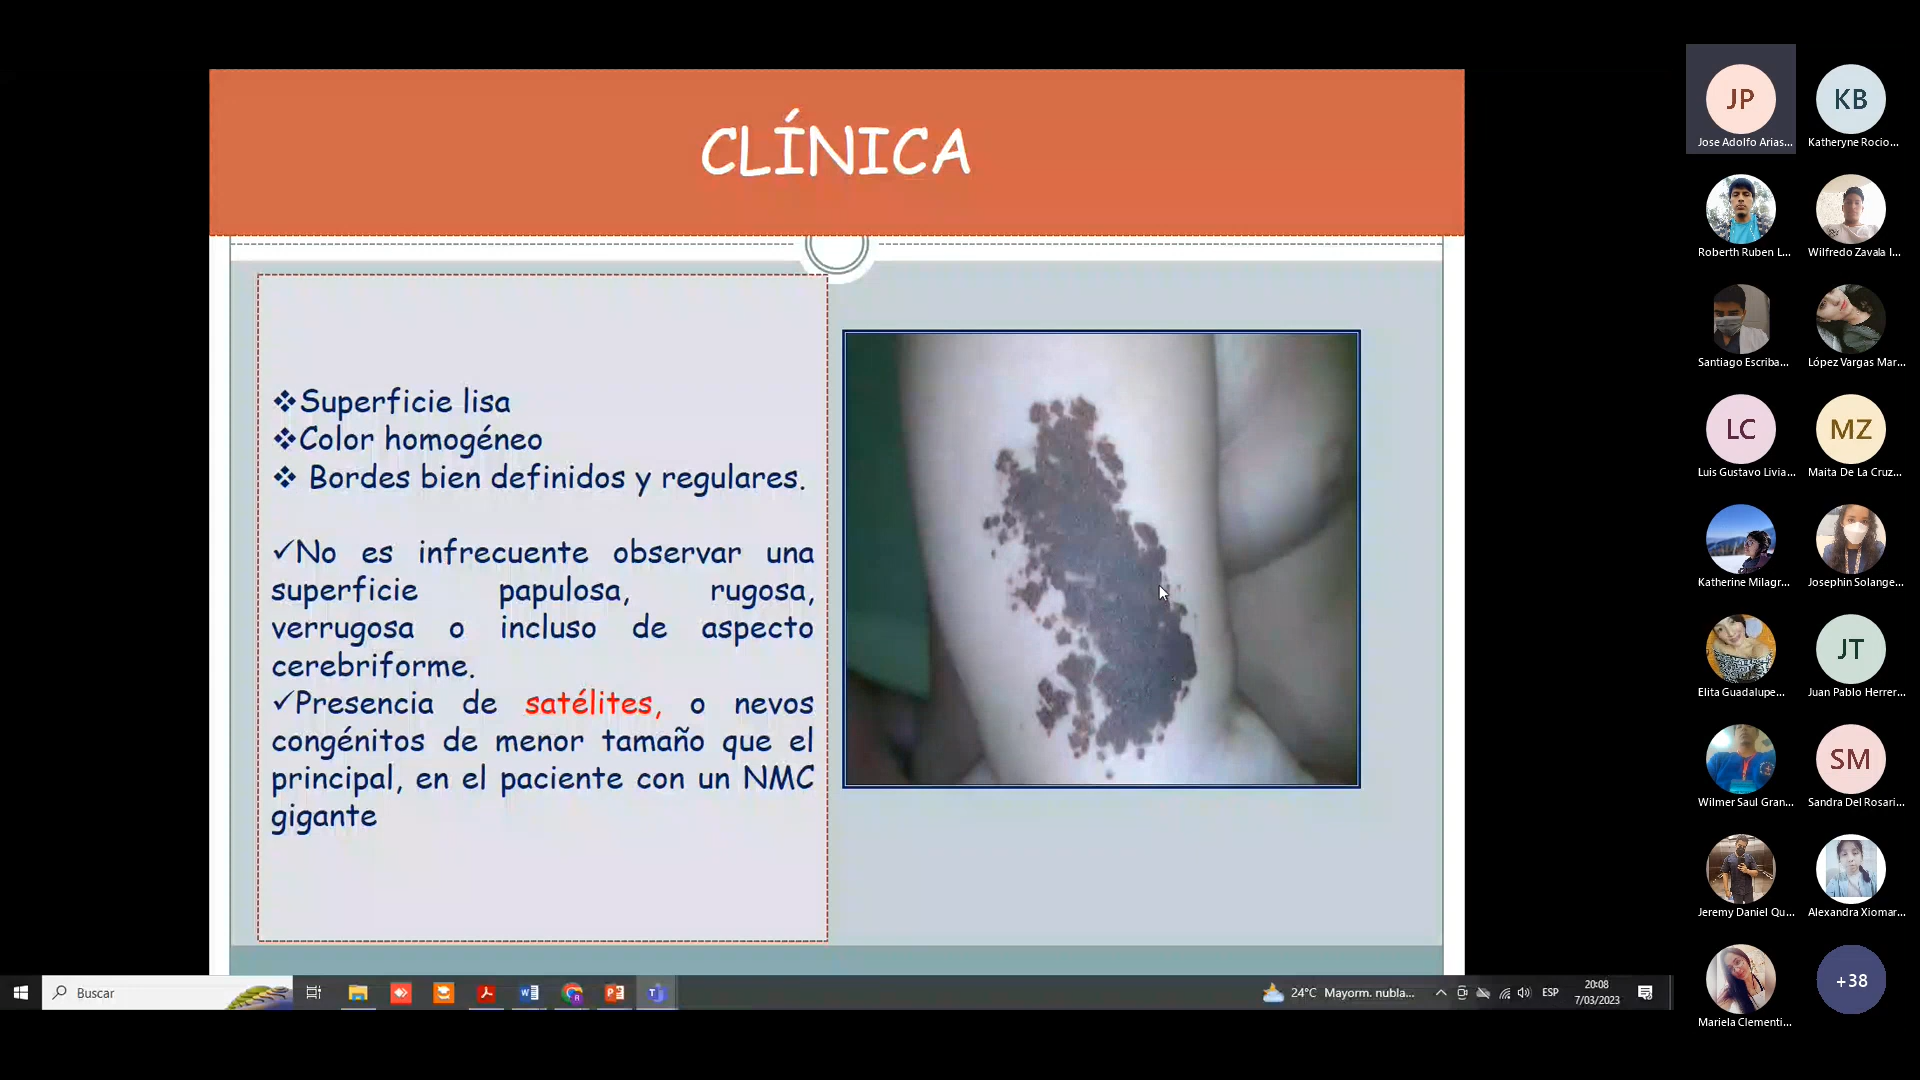 CLÍNICA
❖Superficie lisa
❖Color homogéneo
❖ Bordes bien definidos y regulares.
✓No es infrecuente observar una
superficie papulosa, rugosa,
verrugosa o incluso de aspecto
cerebriforme.
✓Presencia de satélites, o nevos
congénitos de menor tamaño que el
principal, en el paciente con un NMC
gigante
JP
KB
Jose Adolfo Arias...
Katheryne Rocio...
Roberth Ruben L...
Wilfredo Zavala I...
Santiago Escriba...
López Vargas Mar...
LC
MZ
Luis Gustavo Livia...
Maita De La Cruz...
Katherine Milagr...
Josephin Solange...
JT
Elita Guadalupe...
Juan Pablo Herrer...
SM
Wilmer Saul Gran...
Sandra Del Rosari...
Jeremy Daniel Qu...
Alexandra Xiomar...
+38
Mariela Clementi...
Buscar
24°C Mayorm. nubla...
ESP
20:08
7/03/2023